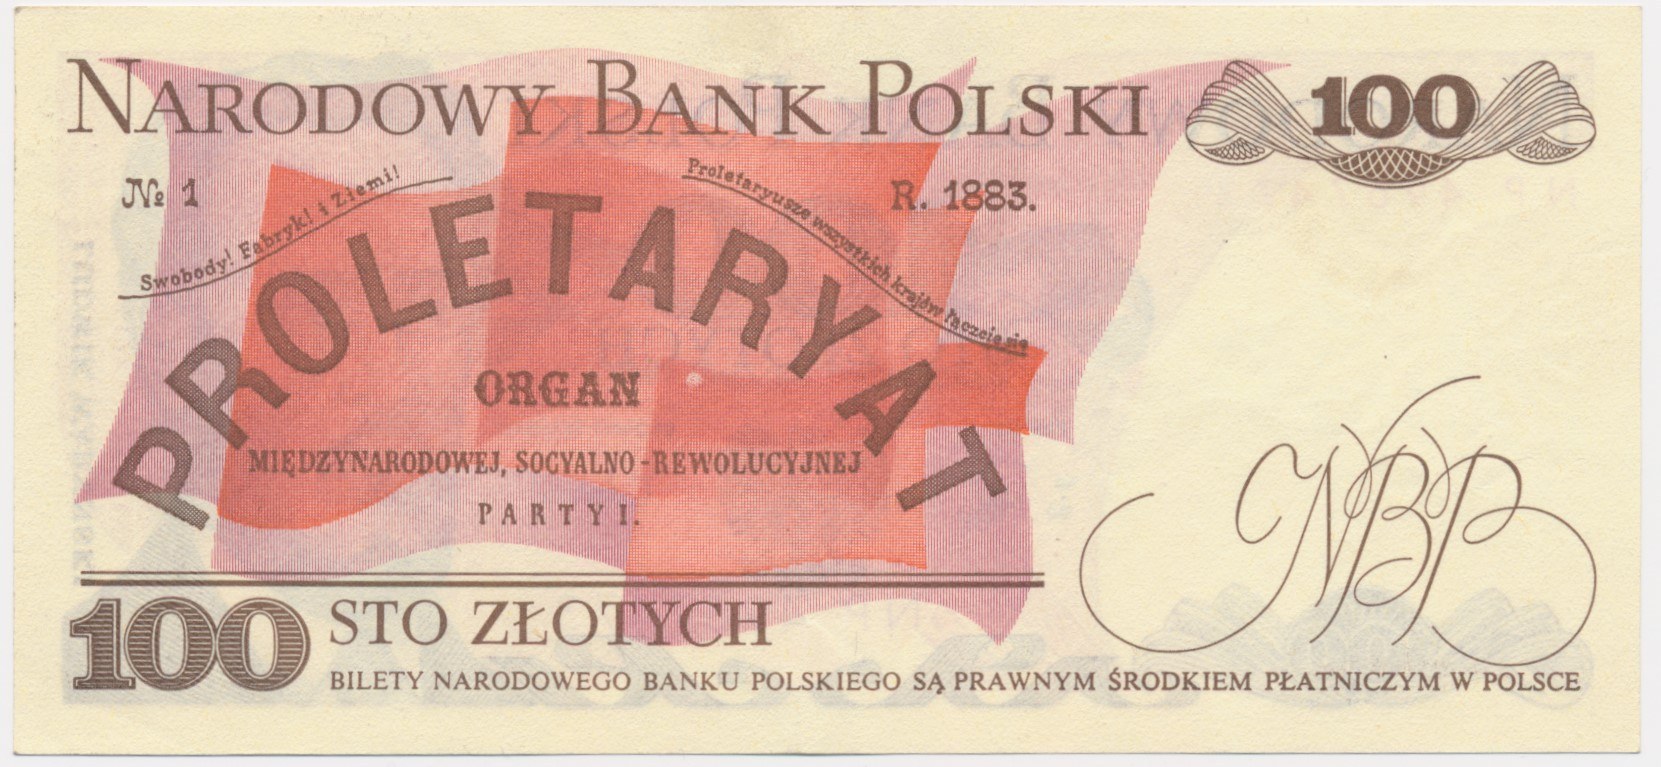 NARODOWY BANK POLSKI
100
№ 1
R. 1883.
Swobody! Fabryk! i Ziemi!
Proletaryusze wszystkich krajów łączcie się
PROLETARYAT
ORGAN
MIĘDZYNARODOWEJ, SOCYALNO-REWOLUCYJNEJ
PARTYI.
NBP
100
STO ZŁOTYCH
BILETY NARODOWEGO BANKU POLSKIEGO SĄ PRAWNYM ŚRODKIEM PŁATNICZYM W POLSCE